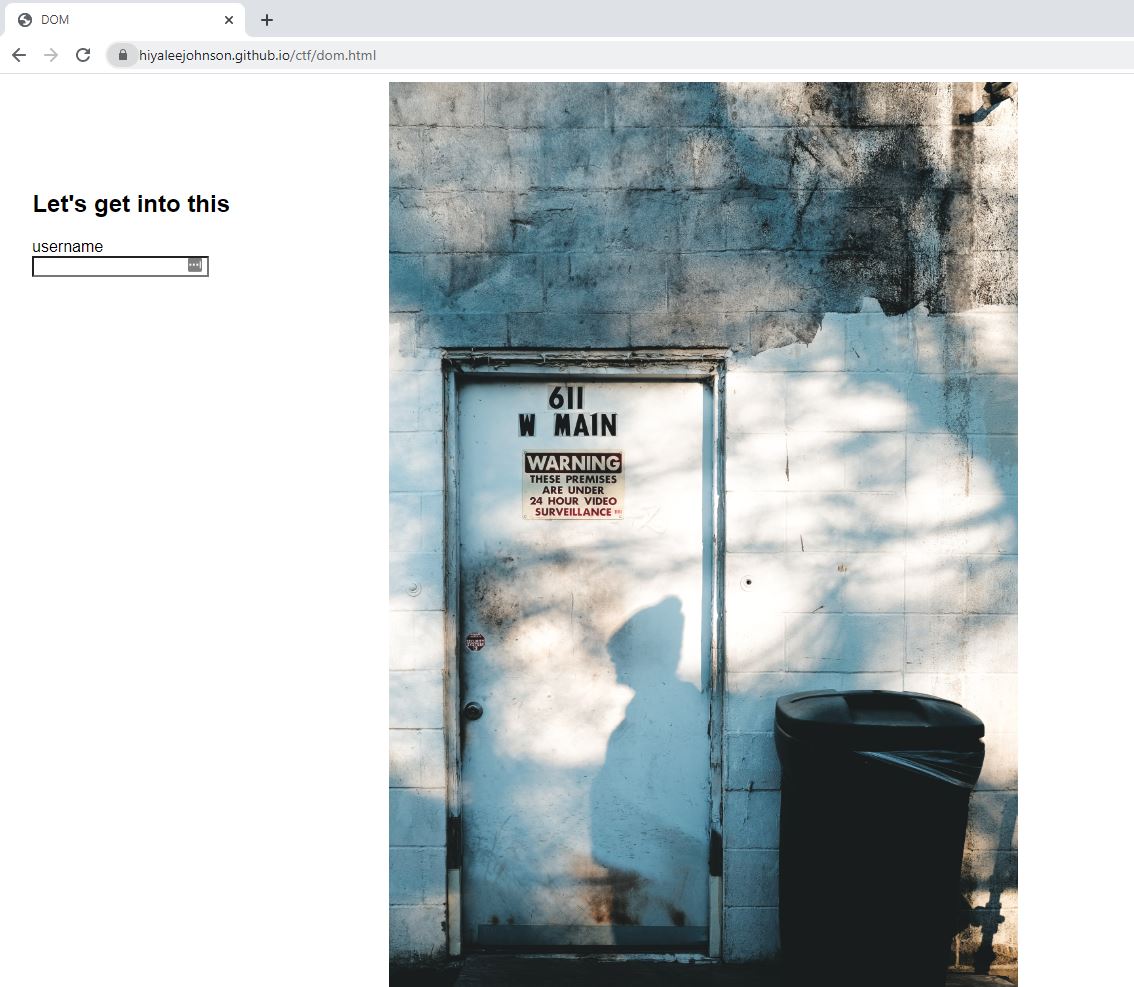 DOM
hiyaleejohnson.github.io/ctf/dom.html
Let's get into this
username
611
W MAIN
WARNING
THESE PREMISES
ARE UNDER
24 HOUR VIDEO
SURVEILLANCE